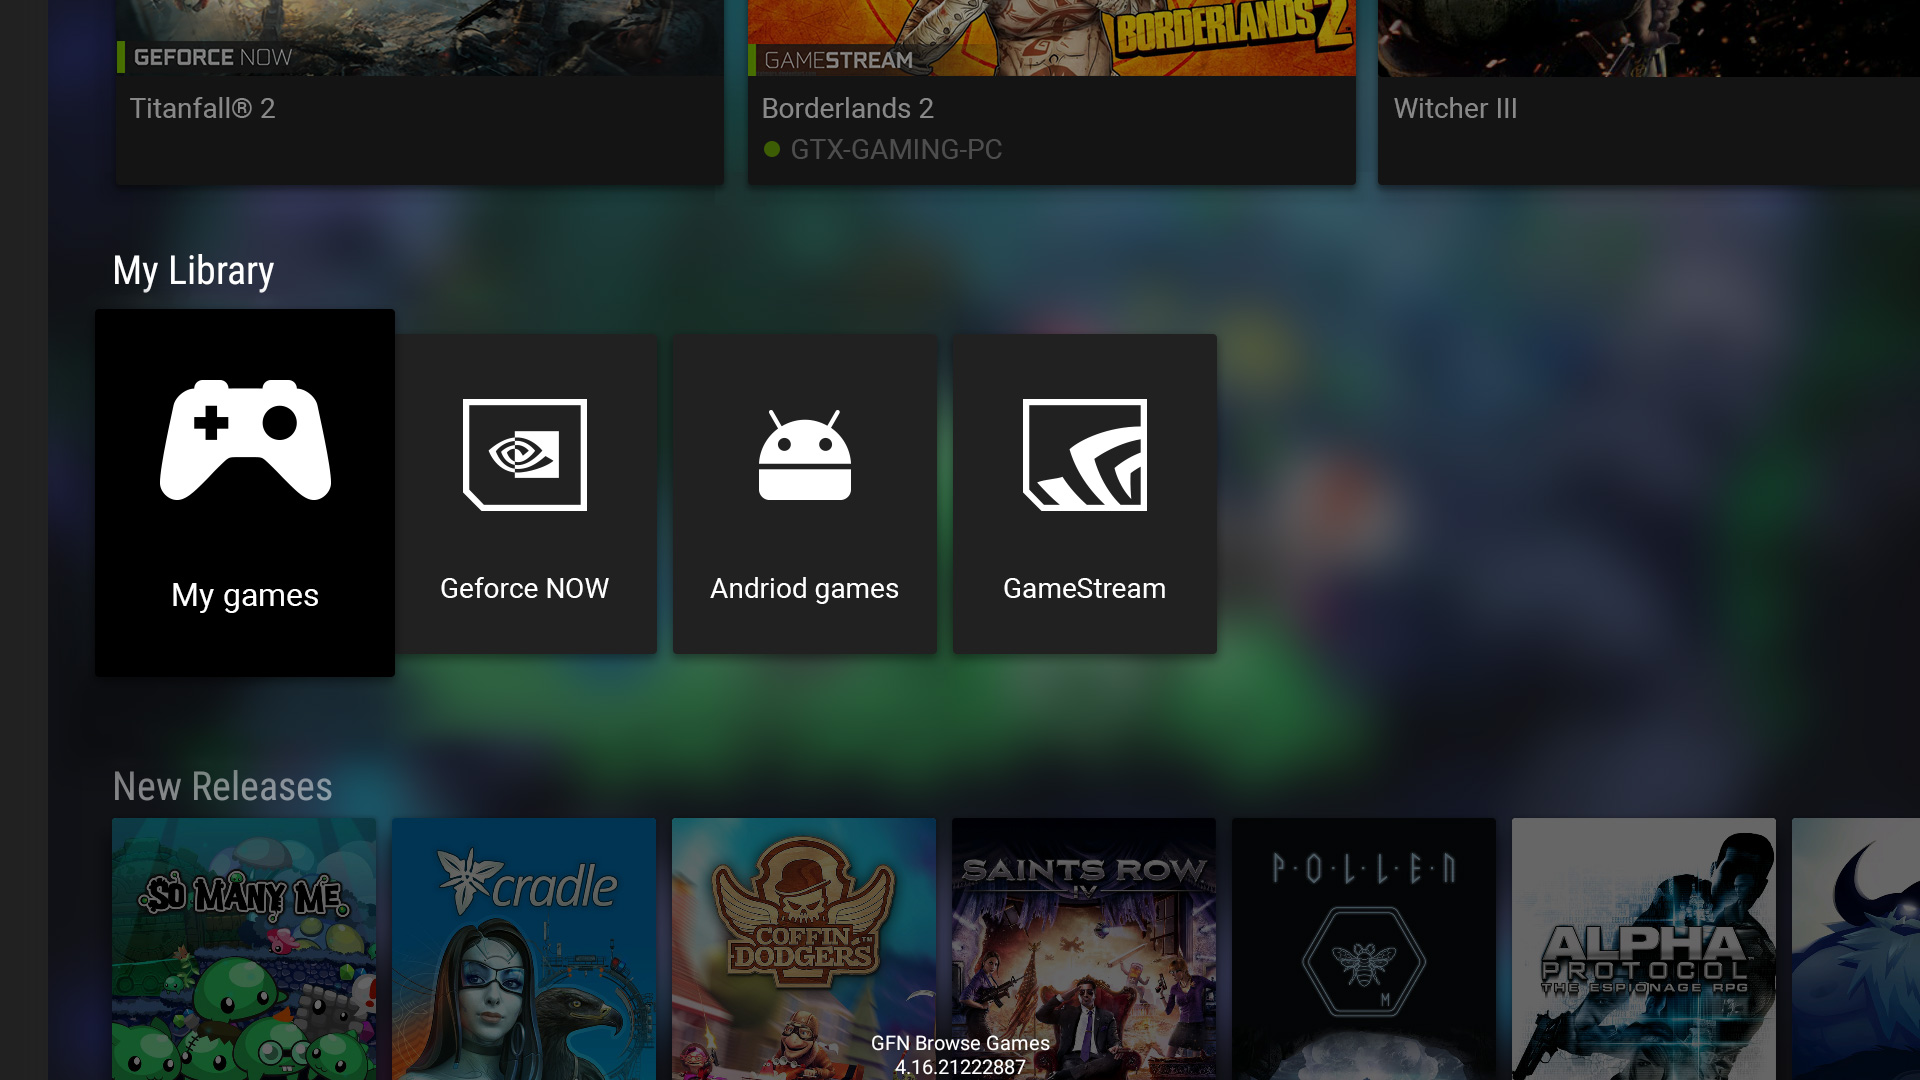 GEFORCE NOW
GAMESTREAM
BORDERLANDS 2
Titanfall® 2
Borderlands 2
Witcher III
GTX-GAMING-PC
My Library
My games
Geforce NOW
Andriod games
GameStream
New Releases
SO MANY ME
cradle
COFFIN
DODGERS™
SAINTS ROW
IV
P·O·L·L·E·N
M
ALPHA
PROTOCOL™
THE ESPIONAGE RPG
GFN Browse Games
4.16.21222887